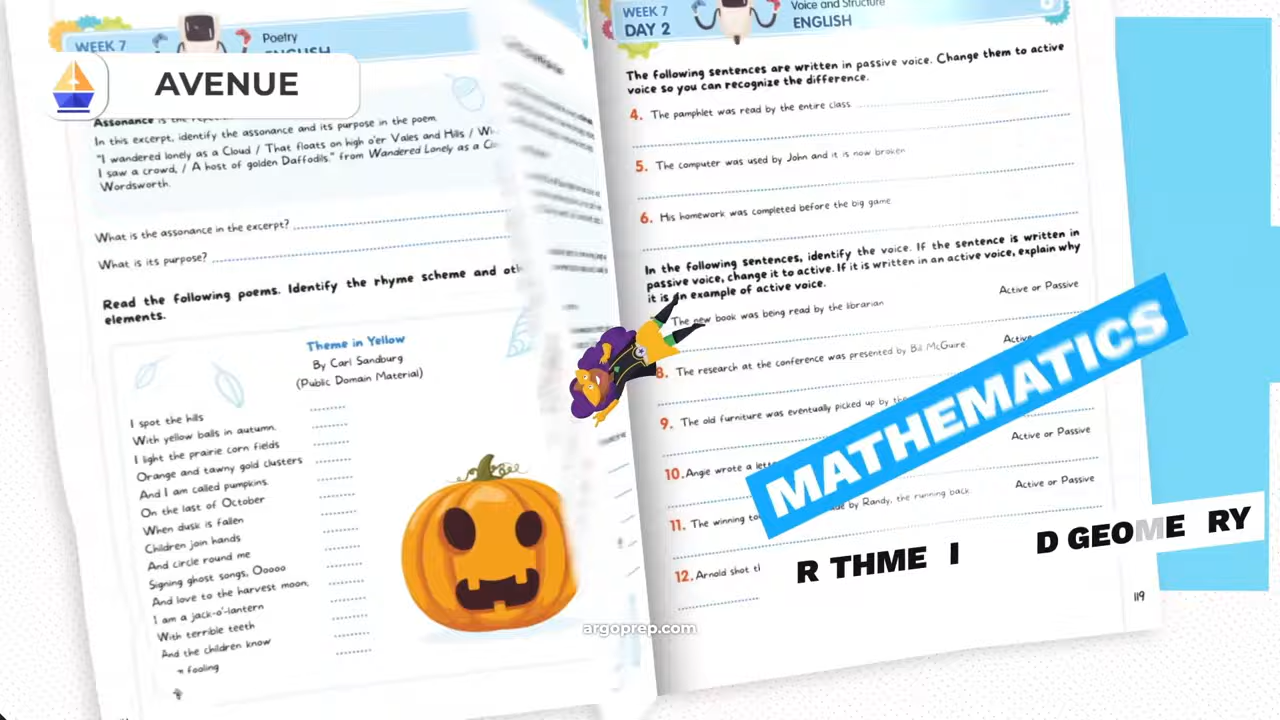 WEEK 7
Poetry
ENGLISH
AVENUE
Assonance is the
In this excerpt, identify the assonance and its purpose in the poem.
"I wandered lonely as a Cloud / That floats on high o'er Vales and Hills /
I saw a crowd, / A host of golden Daffodils." from Wandered Lonely as a
Wordsworth.
What is the assonance in the excerpt?
What is its purpose?
Read the following poems. Identify the rhyme scheme and
elements.
Theme in Yellow
By Carl Sandburg
(Public Domain Material)
I spot the hills
With yellow balls in autumn.
I light the prairie corn fields
Orange and tawny gold clusters
And I am called pumpkins.
On the last of October
When dusk is fallen
Children join hands
And circle round me
Signing ghost songs, Ooooo
And love to the harvest moon,
I am a jack-o'-lantern
With terrible teeth
And the children know
fooling
WEEK 7
DAY 2
Voice and Structure
ENGLISH
The following sentences are written in passive voice. Change them to active
voice so you can recognize the difference.
4. The pamphlet was read by the entire class
5. The computer was used by John and it is now broken
6. His homework was completed before the big game
In the following sentences, identify the voice. If the sentence is written in
passive voice, change it to active. If it is written in an active voice, explain why
it is an example of active voice.
The new book was being read by the librarian
Active or Passive
8. The research at the conference was presented by Bill McGuire.
9. The old furniture was eventually picked up by
Active or Passive
10. Angie wrote a
Active or Passive
11. The winning
by Randy, the running back.
12. Arnold shot
MATHEMATICS
R THME I D GEOME RY
119
argoprep.com